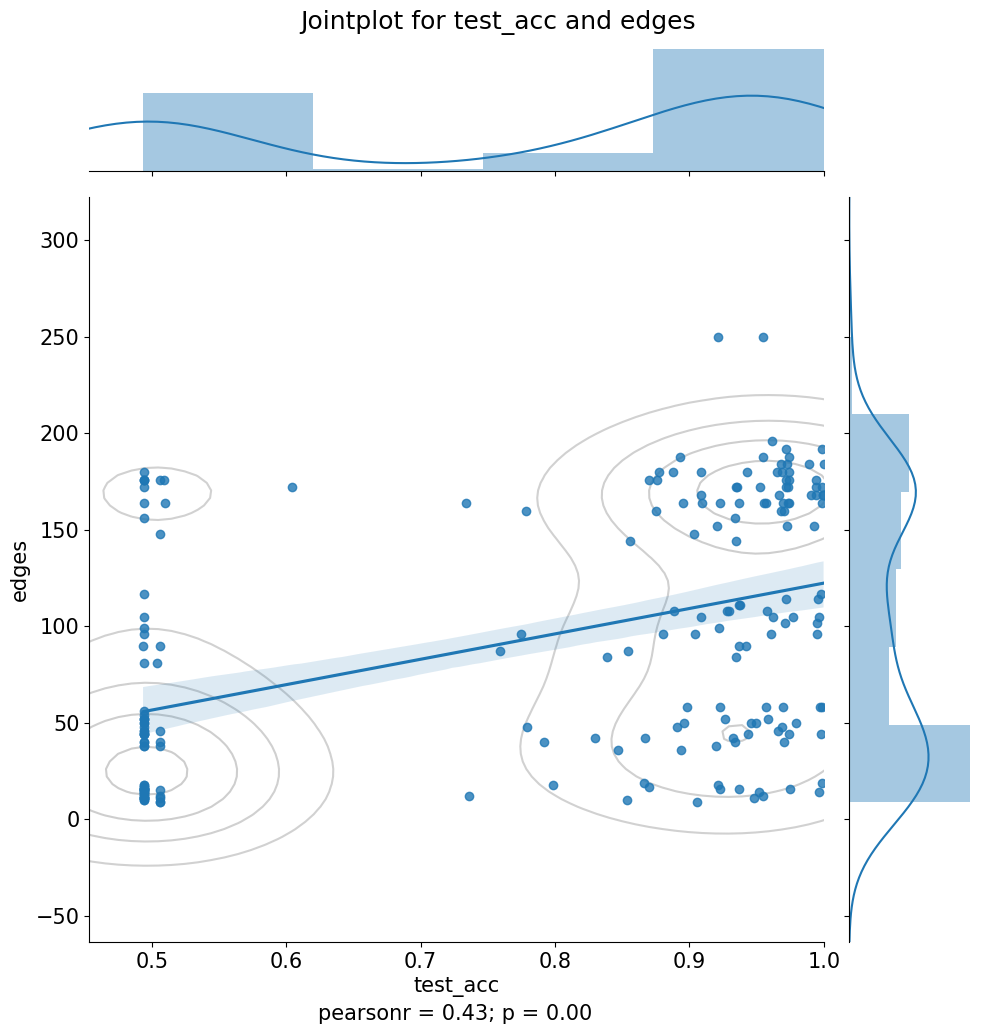 Jointplot for test_acc and edges
300
250
200
150
100
50
0
−50
edges
0.5 0.6 0.7 0.8 0.9 1.0
test_acc
pearsonr = 0.43; p = 0.00